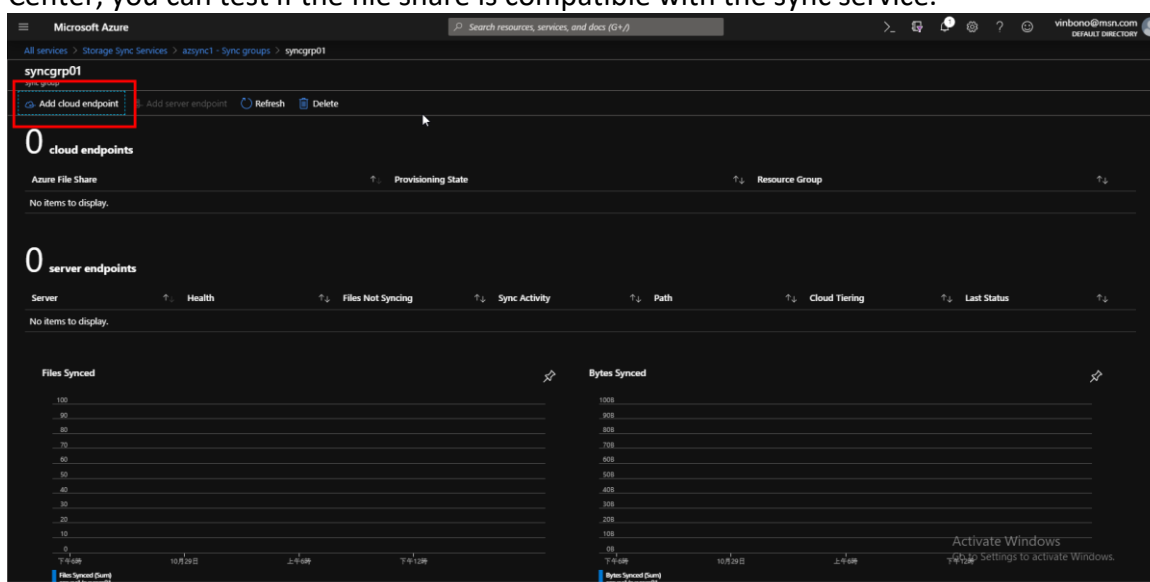 Center, you can test if the file share is compatible with the sync service.
Microsoft Azure
Search resources, services, and docs (G+/)
1
vinbono@msn.com
DEFAULT DIRECTORY
All services > Storage Sync Services > azsync1 - Sync groups > syncgrp01
syncgrp01
sync group
Add cloud endpoint Add server endpoint Refresh Delete
0 cloud endpoints
Azure File Share Provisioning State Resource Group
No items to display.
0 server endpoints
Server Health Files Not Syncing Sync Activity Path Cloud Tiering Last Status
No items to display.
Files Synced
100
90
80
70
60
50
40
30
20
10
0
下午6時 10月29日 上午6時 下午12時
Files Synced (Sum)
Bytes Synced
100B
90B
80B
70B
60B
50B
40B
30B
20B
10B
0B
下午6時 10月29日 上午6時 下午12時
Bytes Synced (Sum)
Activate Windows
Go to Settings to activate Windows.